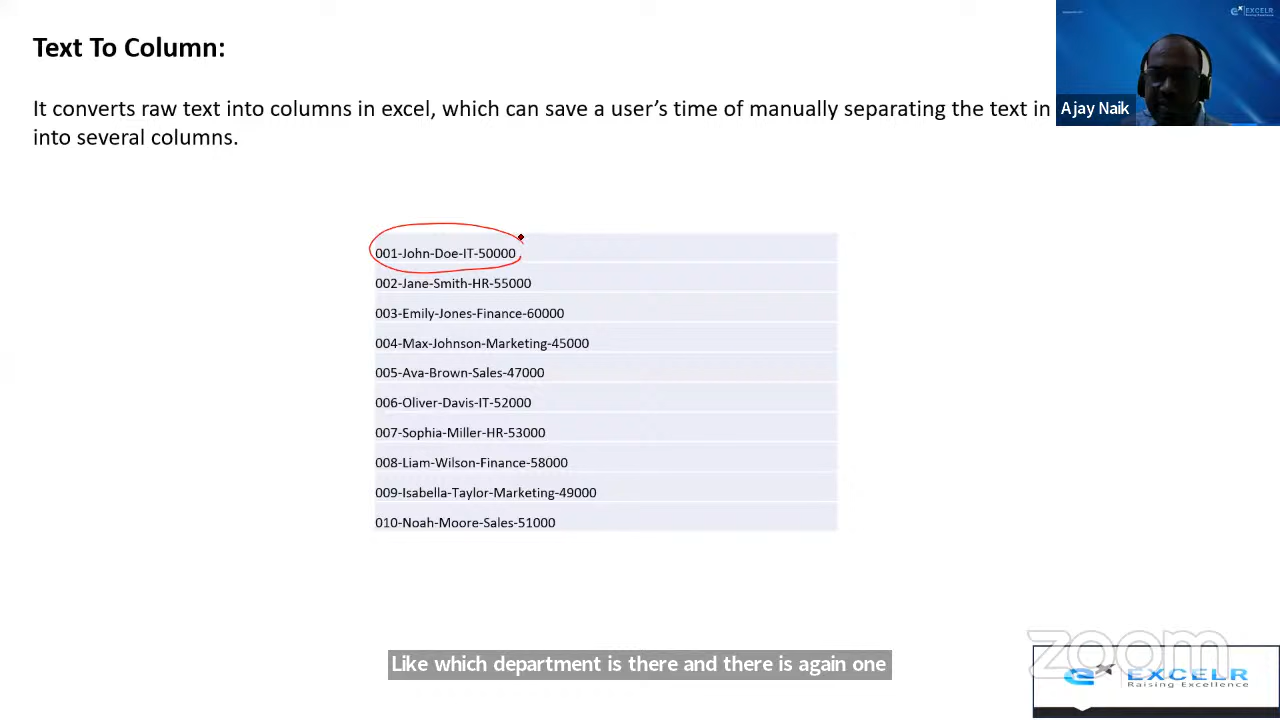 Text To Column:
EXCELR
Raising Excellence
It converts raw text into columns in excel, which can save a user's time of manually separating the text in
into several columns.
Ajay Naik
001-John-Doe-IT-50000
002-Jane-Smith-HR-55000
003-Emily-Jones-Finance-60000
004-Max-Johnson-Marketing-45000
005-Ava-Brown-Sales-47000
006-Oliver-Davis-IT-52000
007-Sophia-Miller-HR-53000
008-Liam-Wilson-Finance-58000
009-Isabella-Taylor-Marketing-49000
010-Noah-Moore-Sales-51000
Like which department is there and there is again one
zoom
EXCELR
Raising Excellence